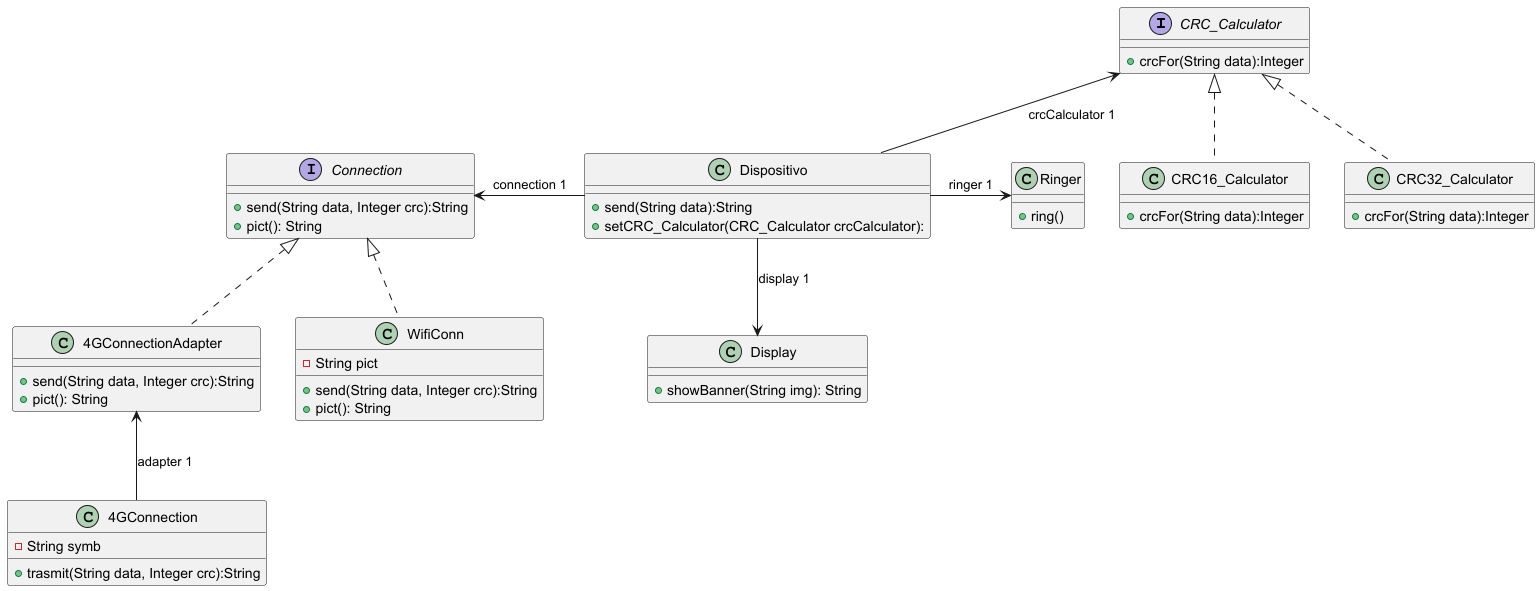 I CRC_Calculator
crcFor(String data):Integer
crcCalculator 1
I Connection
send(String data, Integer crc):String
pict(): String
connection 1
C Dispositivo
send(String data):String
setCRC_Calculator(CRC_Calculator crcCalculator):
ringer 1
C Ringer
ring()
C CRC16_Calculator
crcFor(String data):Integer
C CRC32_Calculator
crcFor(String data):Integer
display 1
C 4GConnectionAdapter
send(String data, Integer crc):String
pict(): String
C WifiConn
String pict
send(String data, Integer crc):String
pict(): String
C Display
showBanner(String img): String
adapter 1
C 4GConnection
String symb
trasmit(String data, Integer crc):String